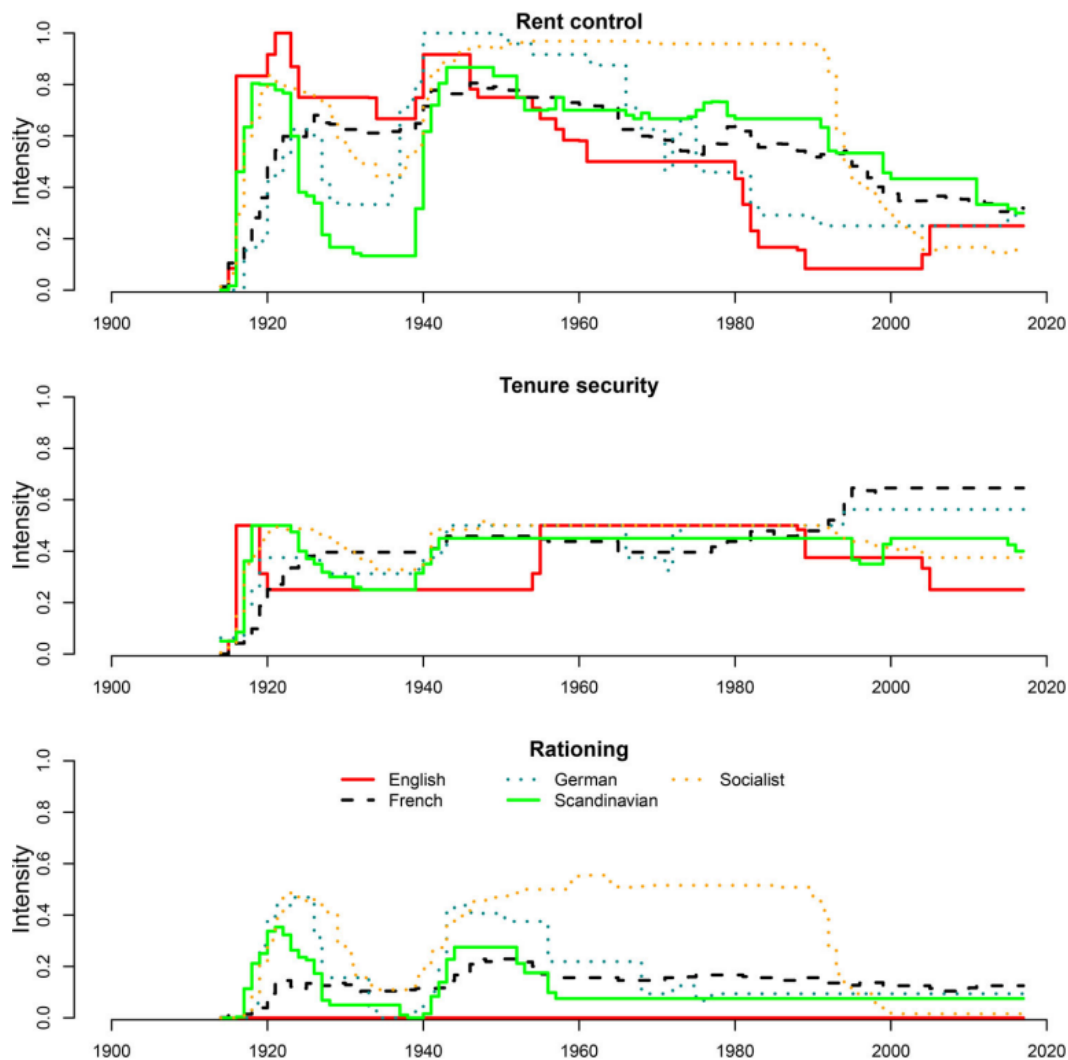 Rent control
Intensity
0.0 0.2 0.4 0.6 0.8 1.0
1900 1920 1940 1960 1980 2000 2020
Tenure security
Intensity
0.0 0.2 0.4 0.6 0.8 1.0
1900 1920 1940 1960 1980 2000 2020
Rationing
English German Socialist
French Scandinavian
Intensity
0.0 0.2 0.4 0.6 0.8 1.0
1900 1920 1940 1960 1980 2000 2020